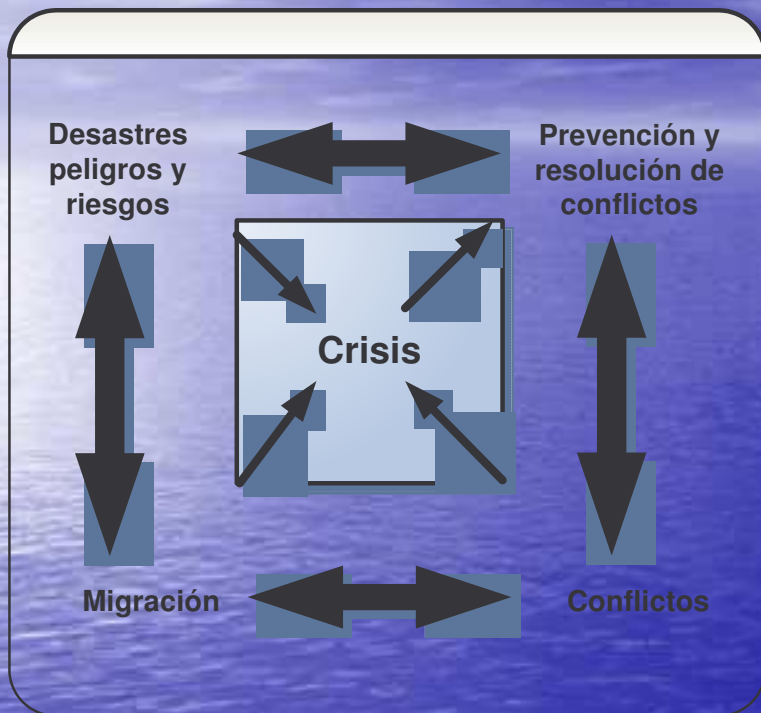 Desastres
peligros y
riesgos
Prevención y
resolución de
conflictos
Crisis
Migración
Conflictos